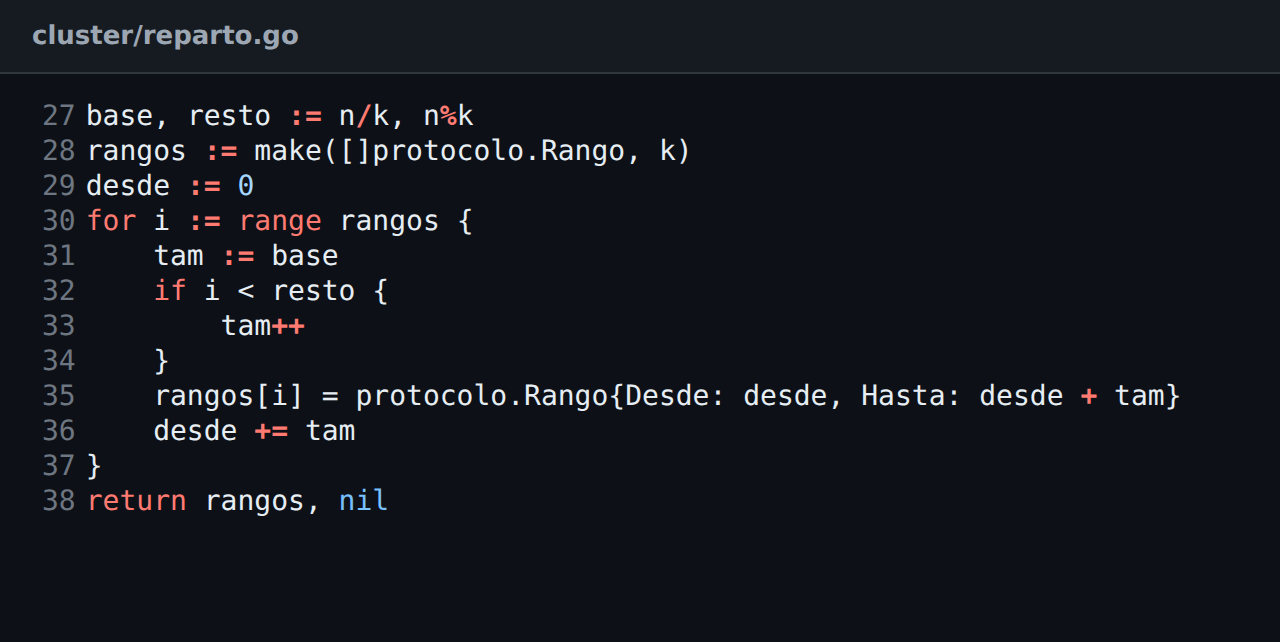 cluster/reparto.go
27 base, resto := n/k, n%k
28 rangos := make([]protocolo.Rango, k)
29 desde := 0
30 for i := range rangos {
31     tam := base
32     if i < resto {
33         tam++
34     }
35     rangos[i] = protocolo.Rango{Desde: desde, Hasta: desde + tam}
36     desde += tam
37 }
38 return rangos, nil